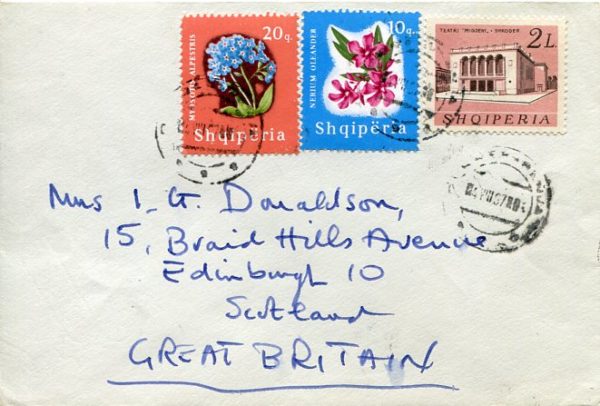 20q.
MYOSOTIS ALPESTRIS
Shqipëria
10q.
NERIUM OLEANDER
Shqipëria
TEATRI "MIGJENI" - SHKODER
2L.
SHQIPERIA
Mrs I. G. Donaldson,
15, Braid Hills Avenue
Edinburgh 10
Scotland
GREAT BRITAIN